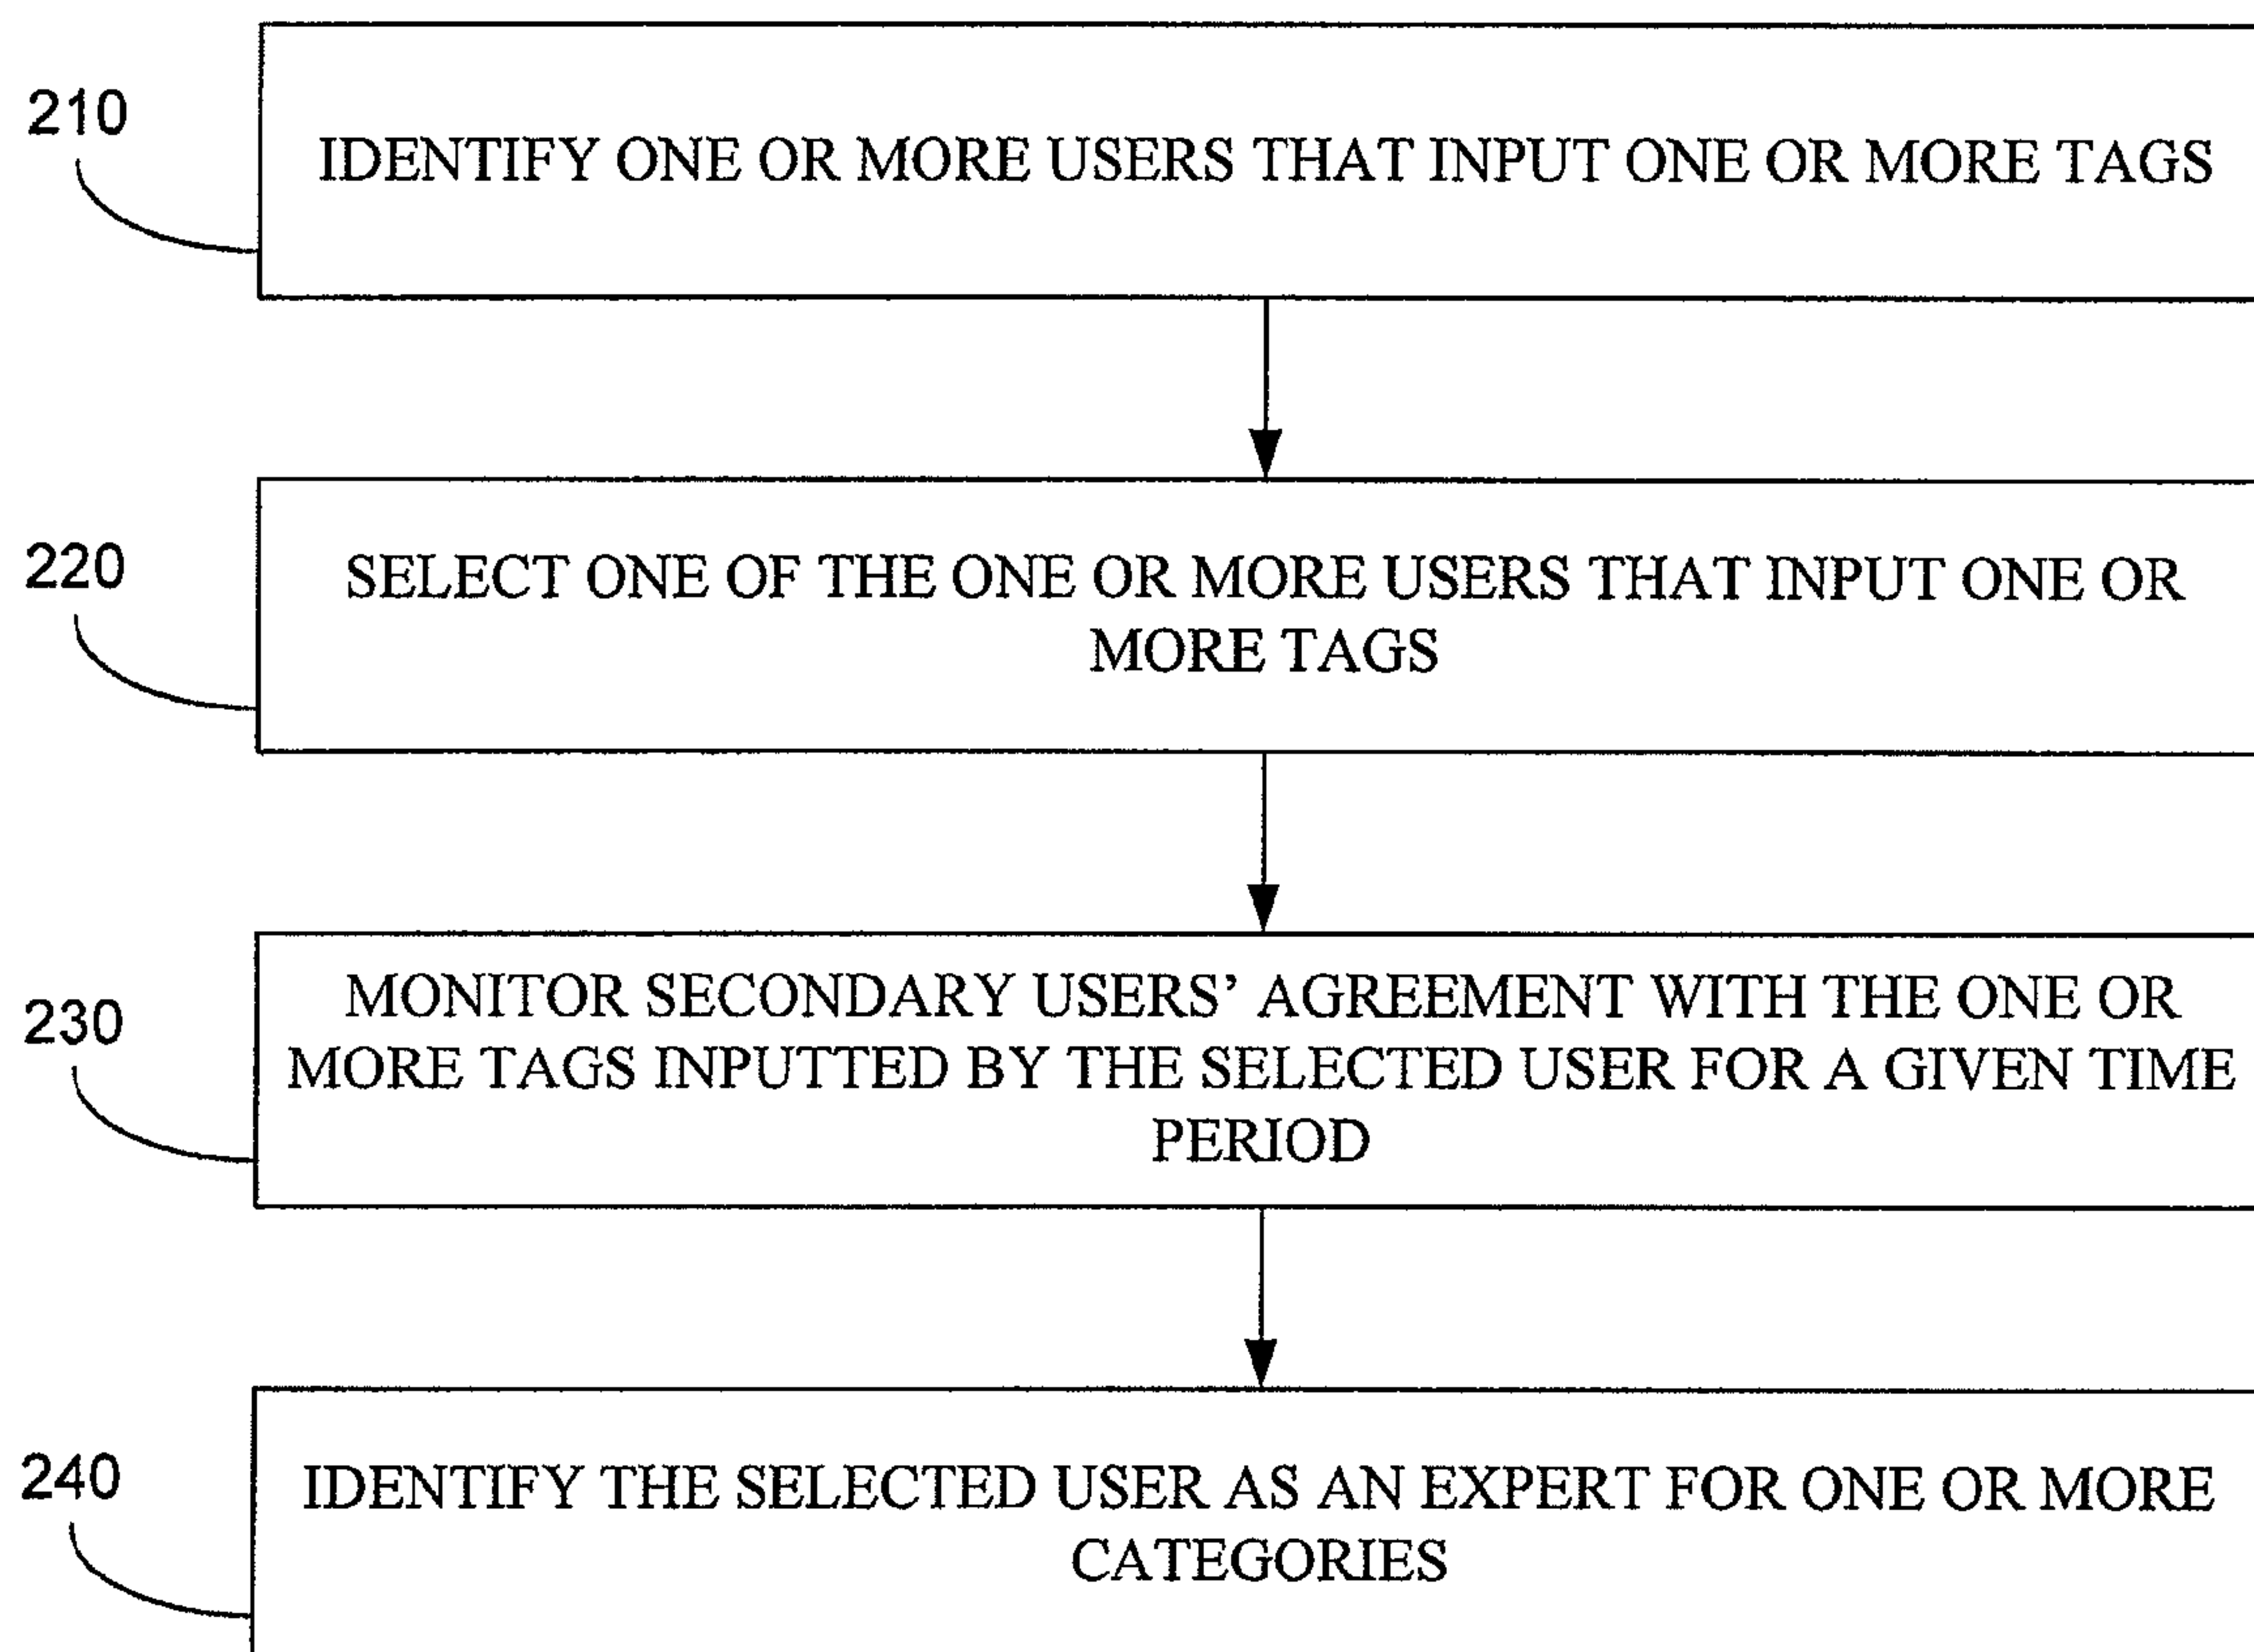 210
IDENTIFY ONE OR MORE USERS THAT INPUT ONE OR MORE TAGS
220
SELECT ONE OF THE ONE OR MORE USERS THAT INPUT ONE OR
MORE TAGS
230
MONITOR SECONDARY USERS’ AGREEMENT WITH THE ONE OR
MORE TAGS INPUTTED BY THE SELECTED USER FOR A GIVEN TIME
PERIOD
240
IDENTIFY THE SELECTED USER AS AN EXPERT FOR ONE OR MORE
CATEGORIES